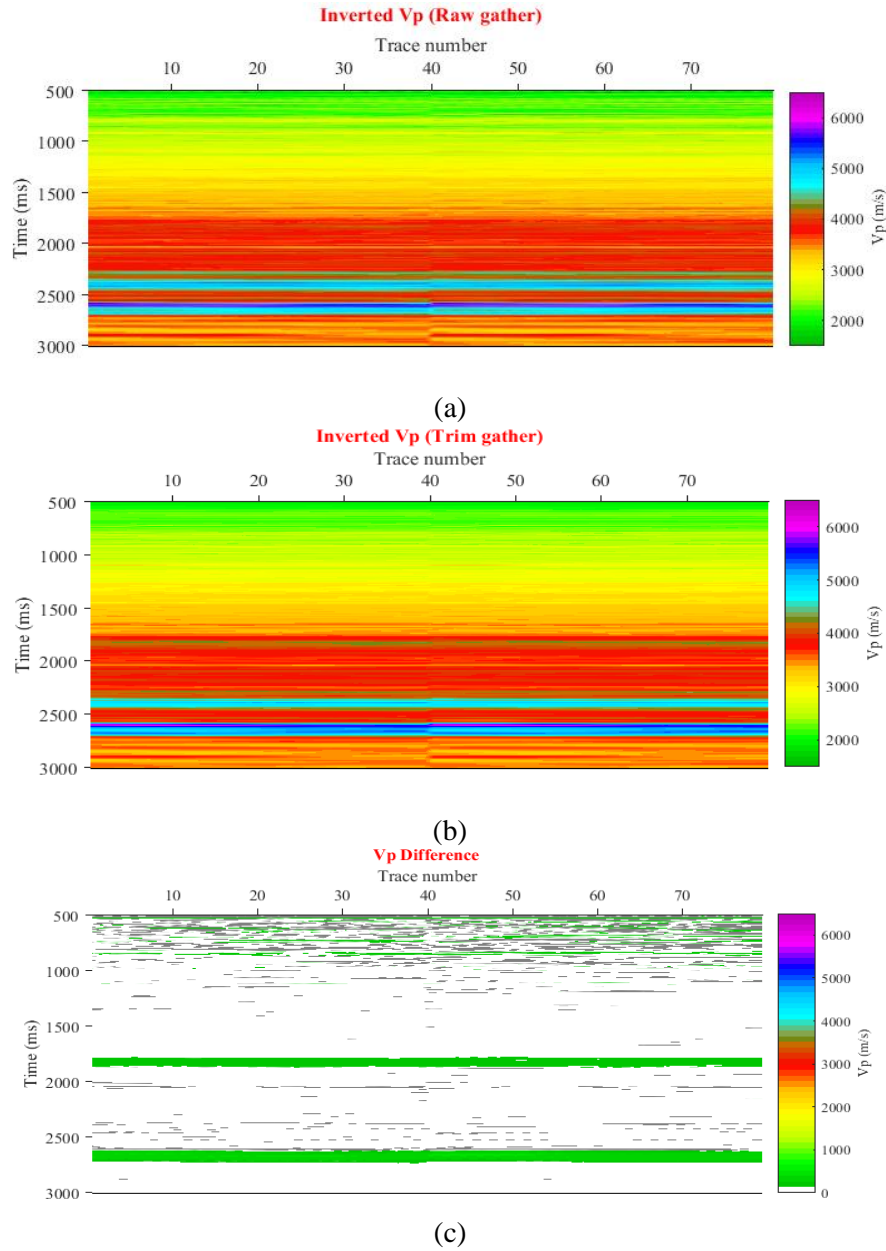 Inverted Vp (Raw gather)
Trace number
10 20 30 40 50 60 70
500
1000
1500
2000
2500
3000
Time (ms)
6000
5000
4000
3000
2000
Vp (m/s)
(a)
Inverted Vp (Trim gather)
Trace number
10 20 30 40 50 60 70
500
1000
1500
2000
2500
3000
Time (ms)
6000
5000
4000
3000
2000
Vp (m/s)
(b)
Vp Difference
Trace number
10 20 30 40 50 60 70
500
1000
1500
2000
2500
3000
Time (ms)
6000
5000
4000
3000
2000
1000
0
Vp (m/s)
(c)